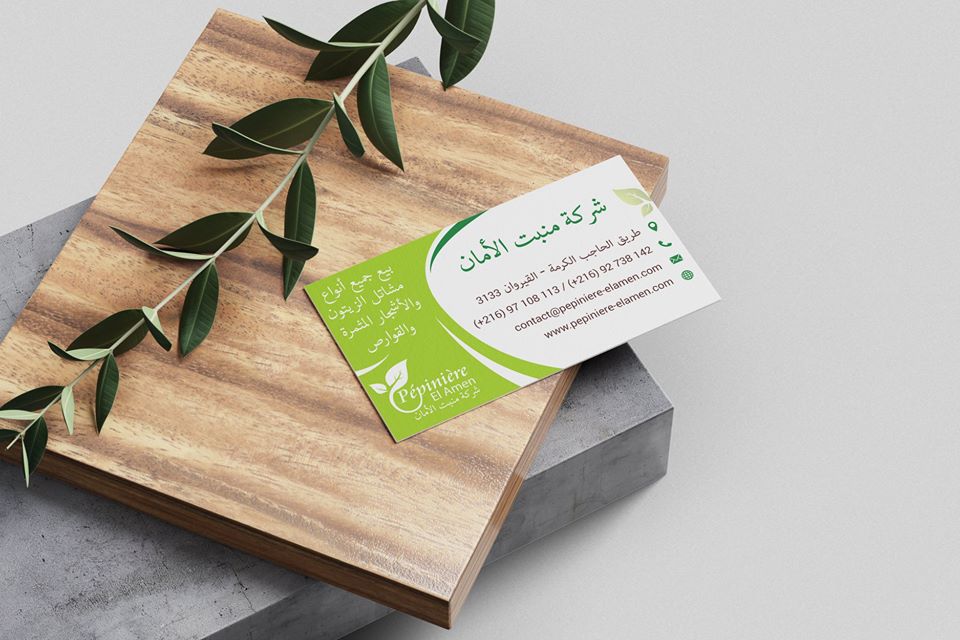 شركة منبت الأمان
طريق الحاجب الكرمة - القيروان 3133
(+216) 97 108 113 / (+216) 92 738 142
contact@pepiniere-elamen.com
www.pepiniere-elamen.com
بيع جميع أنواع
مشاتل الزيتون
والأشجار المثمرة
والقوارص
Pépinière
El Amen
شركة منبت الأمان